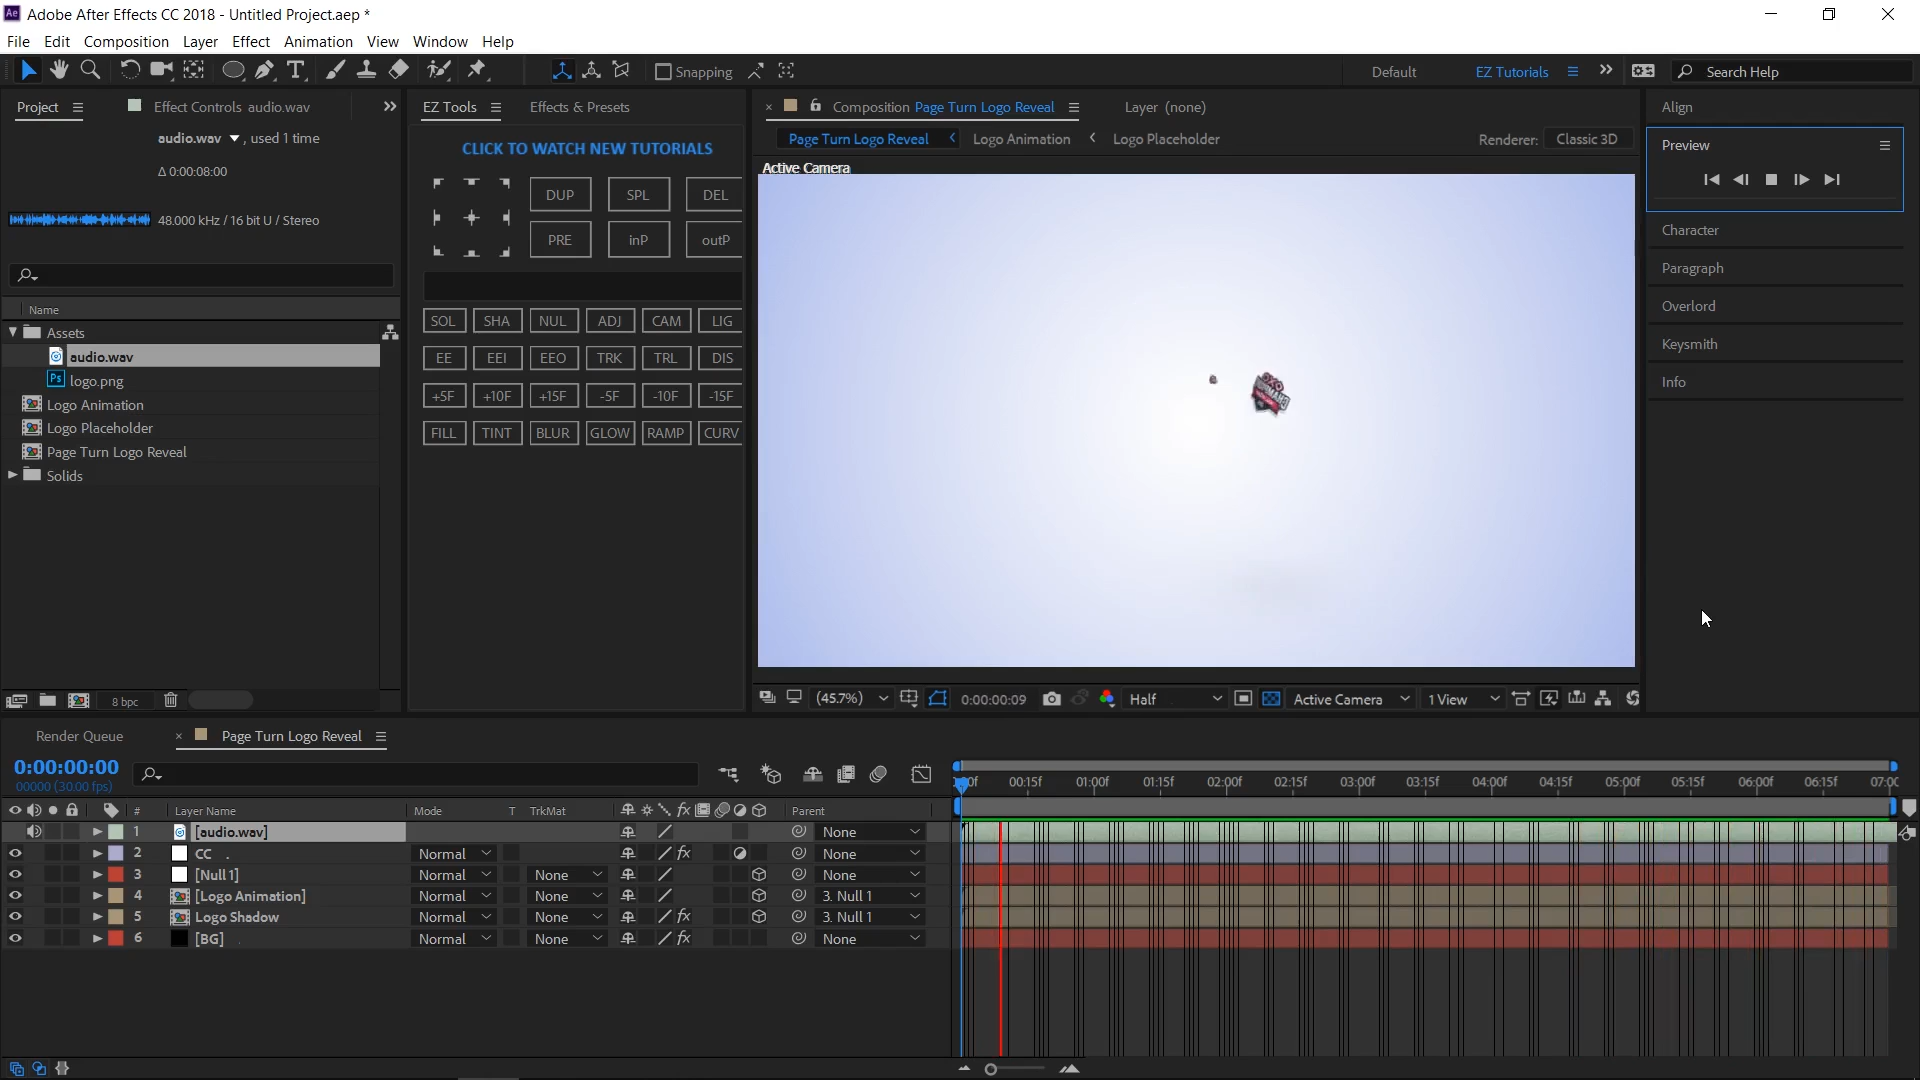 Adobe After Effects CC 2018 - Untitled Project.aep *
File Edit Composition Layer Effect Animation View Window Help
Snapping Default EZ Tutorials Search Help
Project Effect Controls audio.wav
audio.wav , used 1 time
Δ 0:00:08:00
48.000 kHz / 16 bit U / Stereo
Name
Assets
audio.wav
Ps logo.png
Logo Animation
Logo Placeholder
Page Turn Logo Reveal
Solids
8 bpc
EZ Tools Effects & Presets
CLICK TO WATCH NEW TUTORIALS
DUP SPL DEL
PRE inP outP
SOL SHA NUL ADJ CAM LIG
EE EEI EEO TRK TRL DIS
+5F +10F +15F -5F -10F -15F
FILL TINT BLUR GLOW RAMP CURV
Composition Page Turn Logo Reveal Layer (none)
Page Turn Logo Reveal Logo Animation Logo Placeholder Renderer: Classic 3D
Active Camera
(45.7%) 0:00:00:09 Half Active Camera 1 View
Align
Preview
Character
Paragraph
Overlord
Keysmith
Info
Render Queue Page Turn Logo Reveal
0:00:00:00
00000 (30.00 fps)
00:15f 01:00f 01:15f 02:00f 02:15f 03:00f 03:15f 04:00f 04:15f 05:00f 05:15f 06:00f 06:15f
# Layer Name Mode T TrkMat Parent
1 [audio.wav] None
2 CC . Normal None
3 [Null 1] Normal None None
4 [Logo Animation] Normal None 3. Null 1
5 Logo Shadow Normal None 3. Null 1
6 [BG] Normal None None